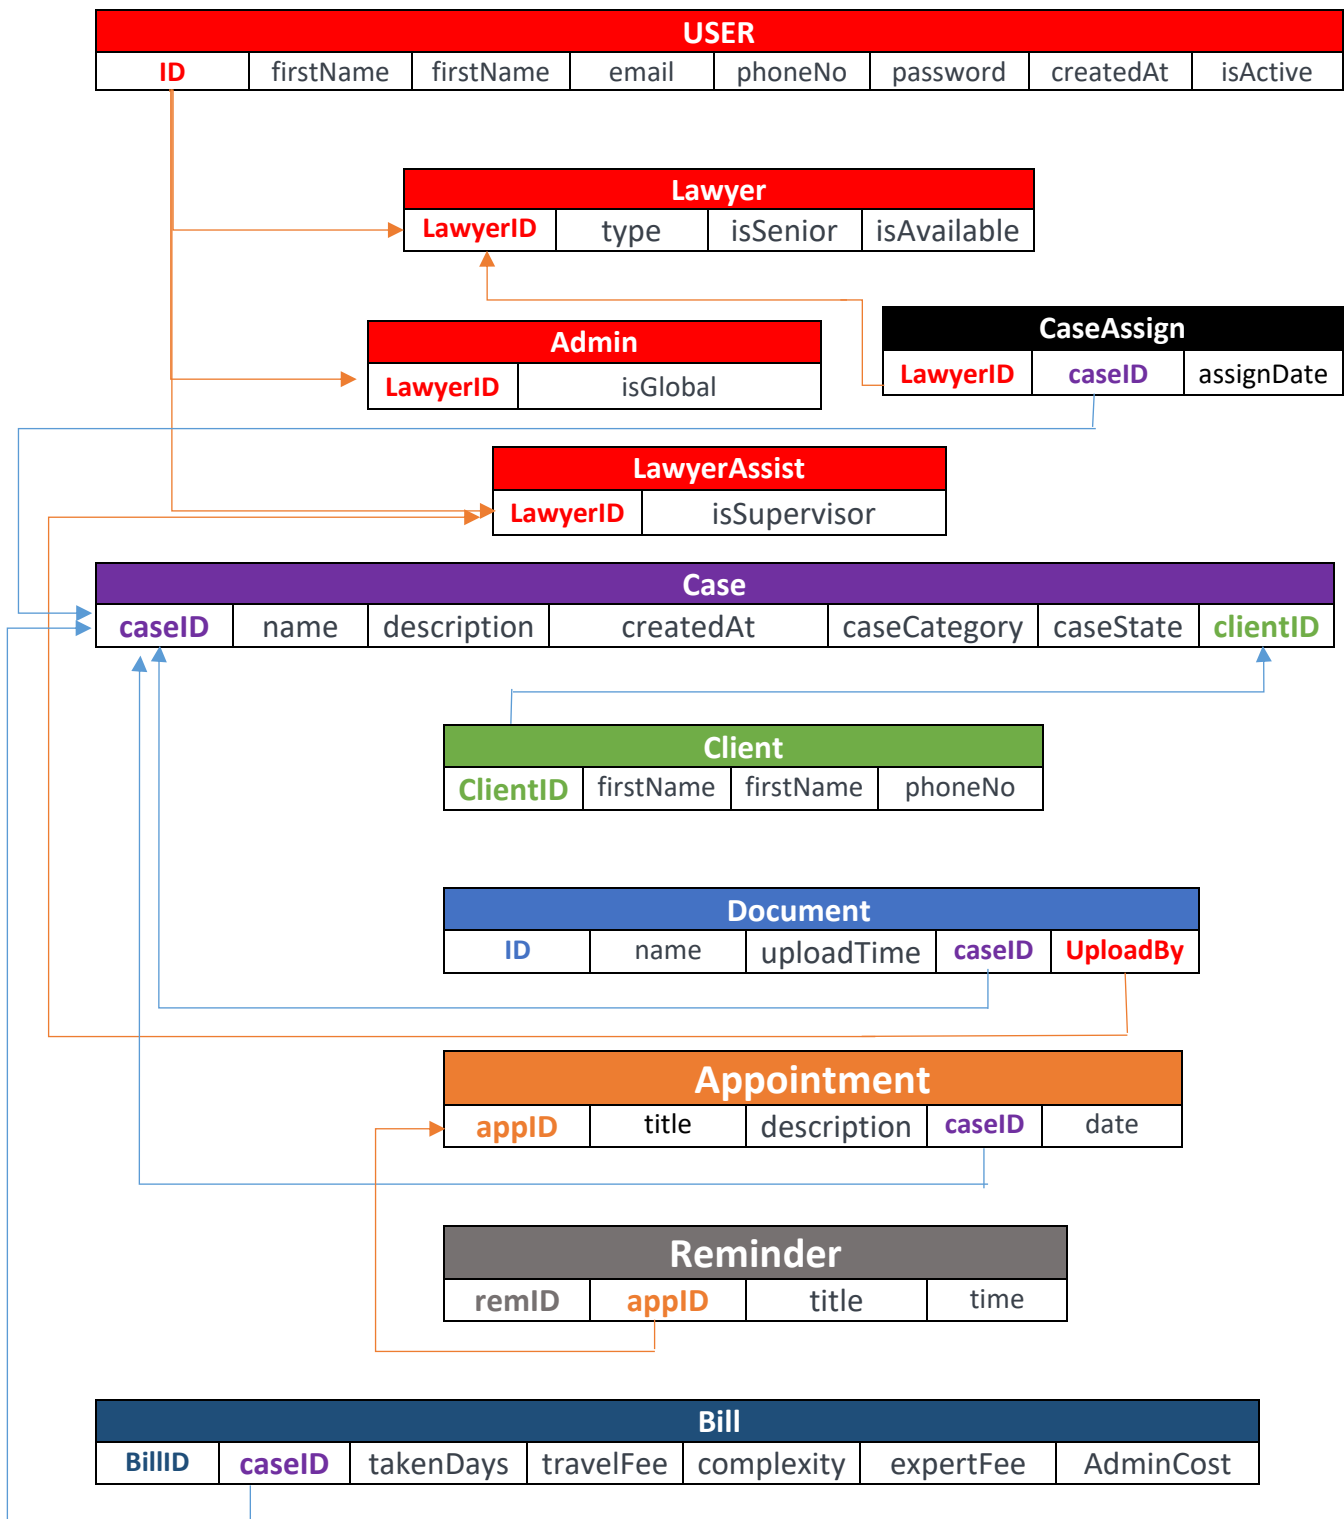 USER
ID firstName firstName email phoneNo password createdAt isActive
Lawyer
LawyerID type isSenior isAvailable
CaseAssign
LawyerID caseID assignDate
Admin
LawyerID isGlobal
LawyerAssist
LawyerID isSupervisor
Case
caseID name description createdAt caseCategory caseState clientID
Client
ClientID firstName firstName phoneNo
Document
ID name uploadTime caseID UploadBy
Appointment
appID title description caseID date
Reminder
remID appID title time
Bill
BillID caseID takenDays travelFee complexity expertFee AdminCost